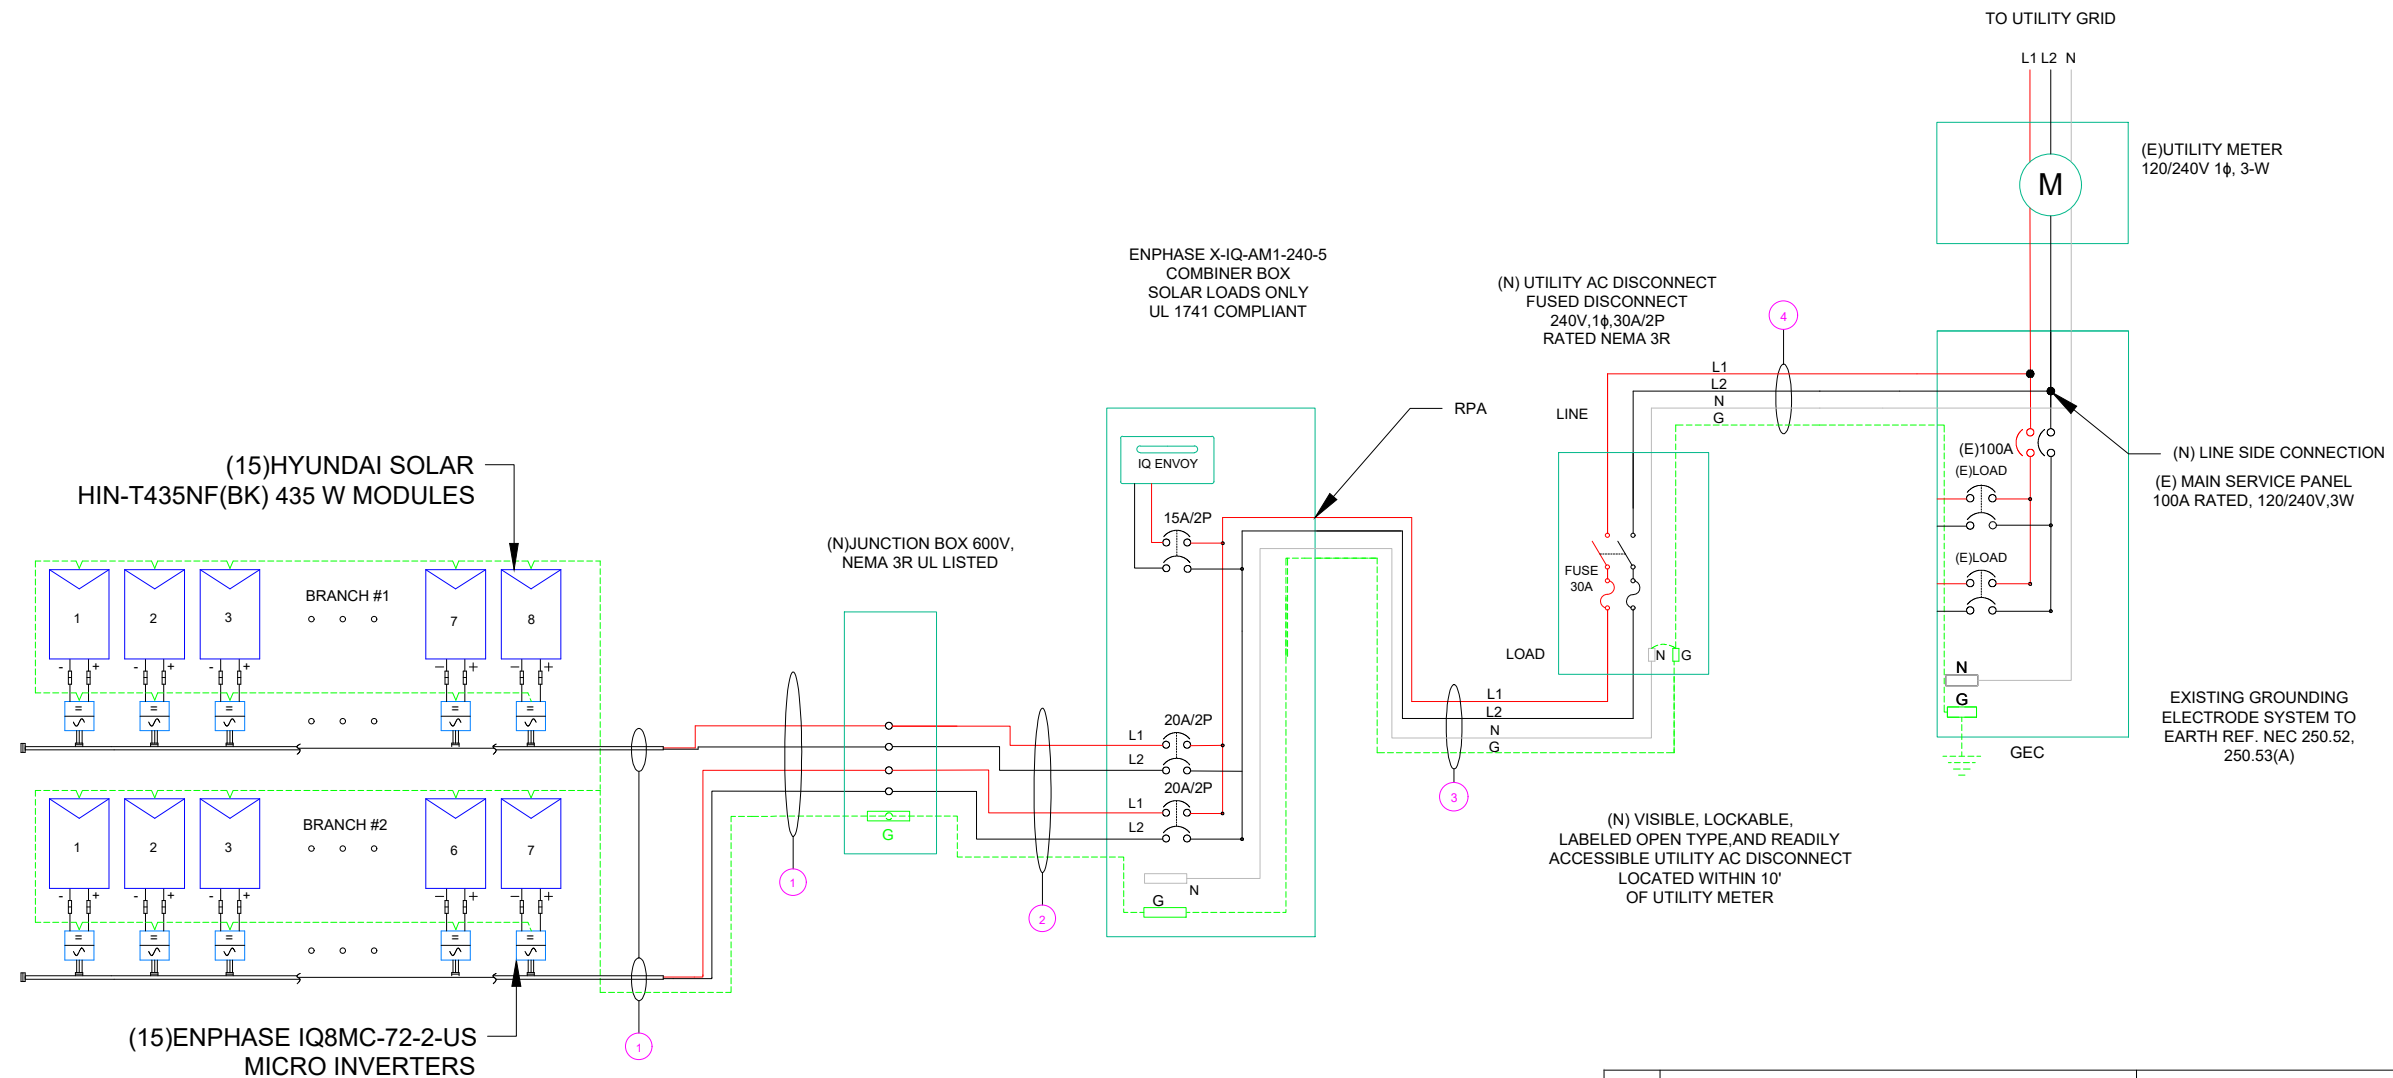 TO UTILITY GRID
L1 L2 N
(E)UTILITY METER
120/240V 1ϕ, 3-W
M
ENPHASE X-IQ-AM1-240-5
COMBINER BOX
SOLAR LOADS ONLY
UL 1741 COMPLIANT
(N) UTILITY AC DISCONNECT
FUSED DISCONNECT
240V,1ϕ,30A/2P
RATED NEMA 3R
4
L1
L2
N
G
LINE
RPA
(15)HYUNDAI SOLAR
HIN-T435NF(BK) 435 W MODULES
IQ ENVOY
15A/2P
(E)100A
(E)LOAD
(E)LOAD
(N) LINE SIDE CONNECTION
(E) MAIN SERVICE PANEL
100A RATED, 120/240V,3W
(N)JUNCTION BOX 600V,
NEMA 3R UL LISTED
FUSE
30A
LOAD
N G
BRANCH #1
1 2 3 7 8
- + - + - + - + - +
= = = = =
N
G
GEC
EXISTING GROUNDING
ELECTRODE SYSTEM TO
EARTH REF. NEC 250.52,
250.53(A)
L1
L2
N
G
3
20A/2P
L1
L2
20A/2P
L1
L2
N
G
G
1
2
BRANCH #2
1 2 3 6 7
- + - + - + - + - +
= = = = =
(N) VISIBLE, LOCKABLE,
LABELED OPEN TYPE,AND READILY
ACCESSIBLE UTILITY AC DISCONNECT
LOCATED WITHIN 10'
OF UTILITY METER
1
(15)ENPHASE IQ8MC-72-2-US
MICRO INVERTERS